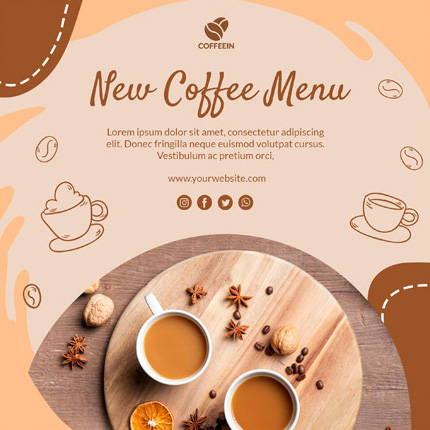 COFFEEIN
New Coffee Menu
Lorem ipsum dolor sit amet, consectetur adipiscing
elit. Donec fringilla neque euismod volutpat cursus.
Vestibulum ac pretium orci,
www.yourwebsite.com